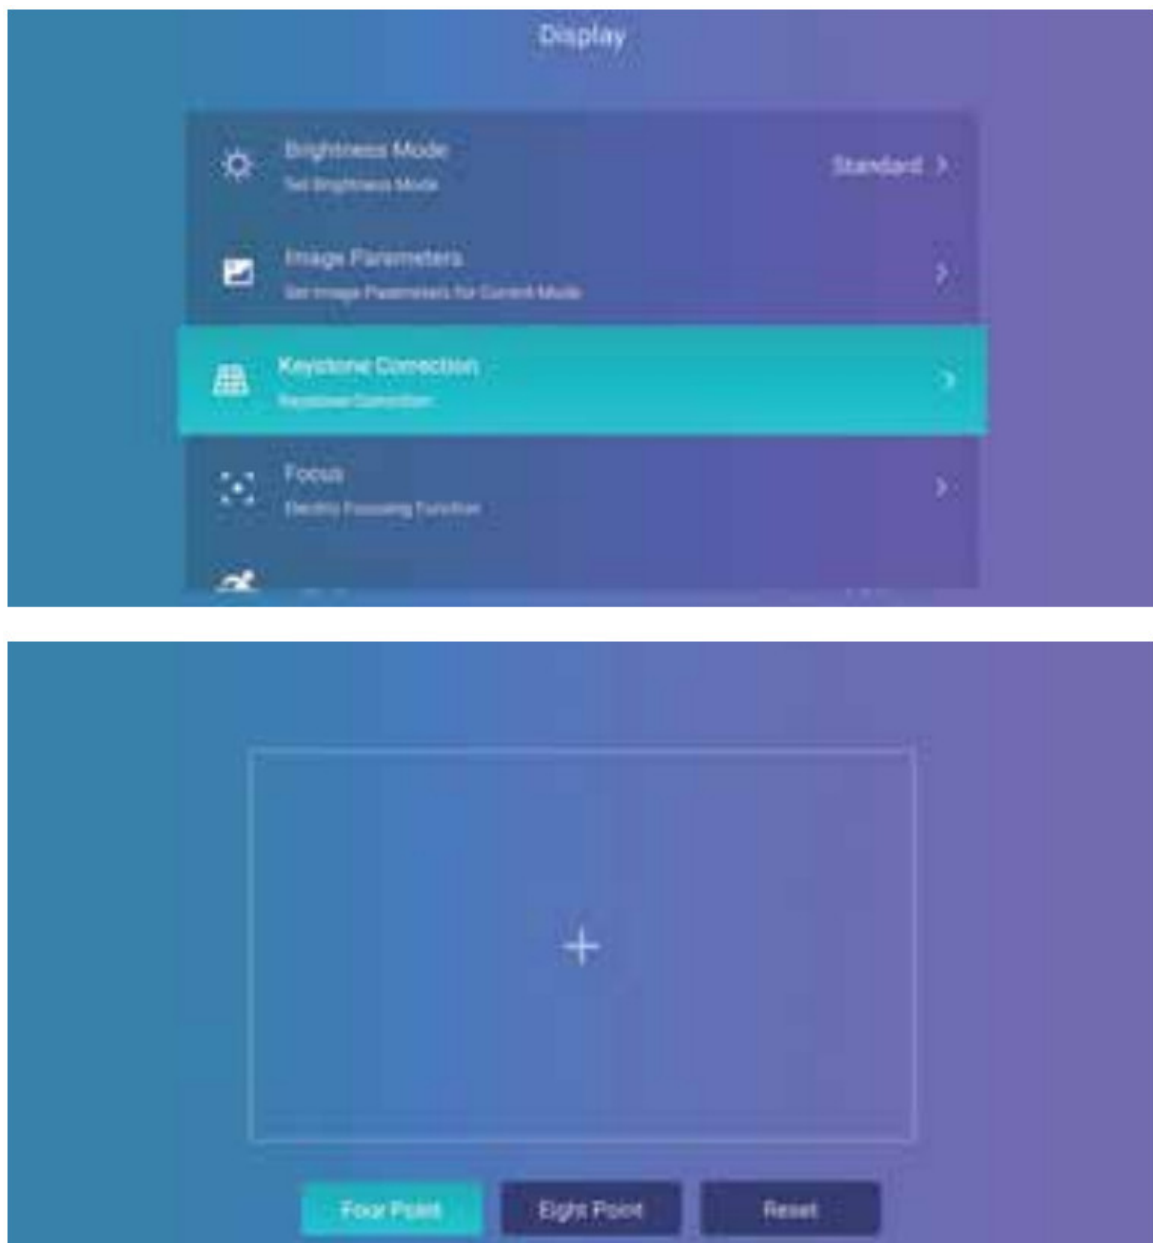 Display
Brightness Mode
Set Brightness Mode
Standard
Image Parameters
Set Image Parameters for Current Mode
Keystone Correction
Keystone Correction
Focus
Electric Focusing Function
Four Point
Eight Point
Reset